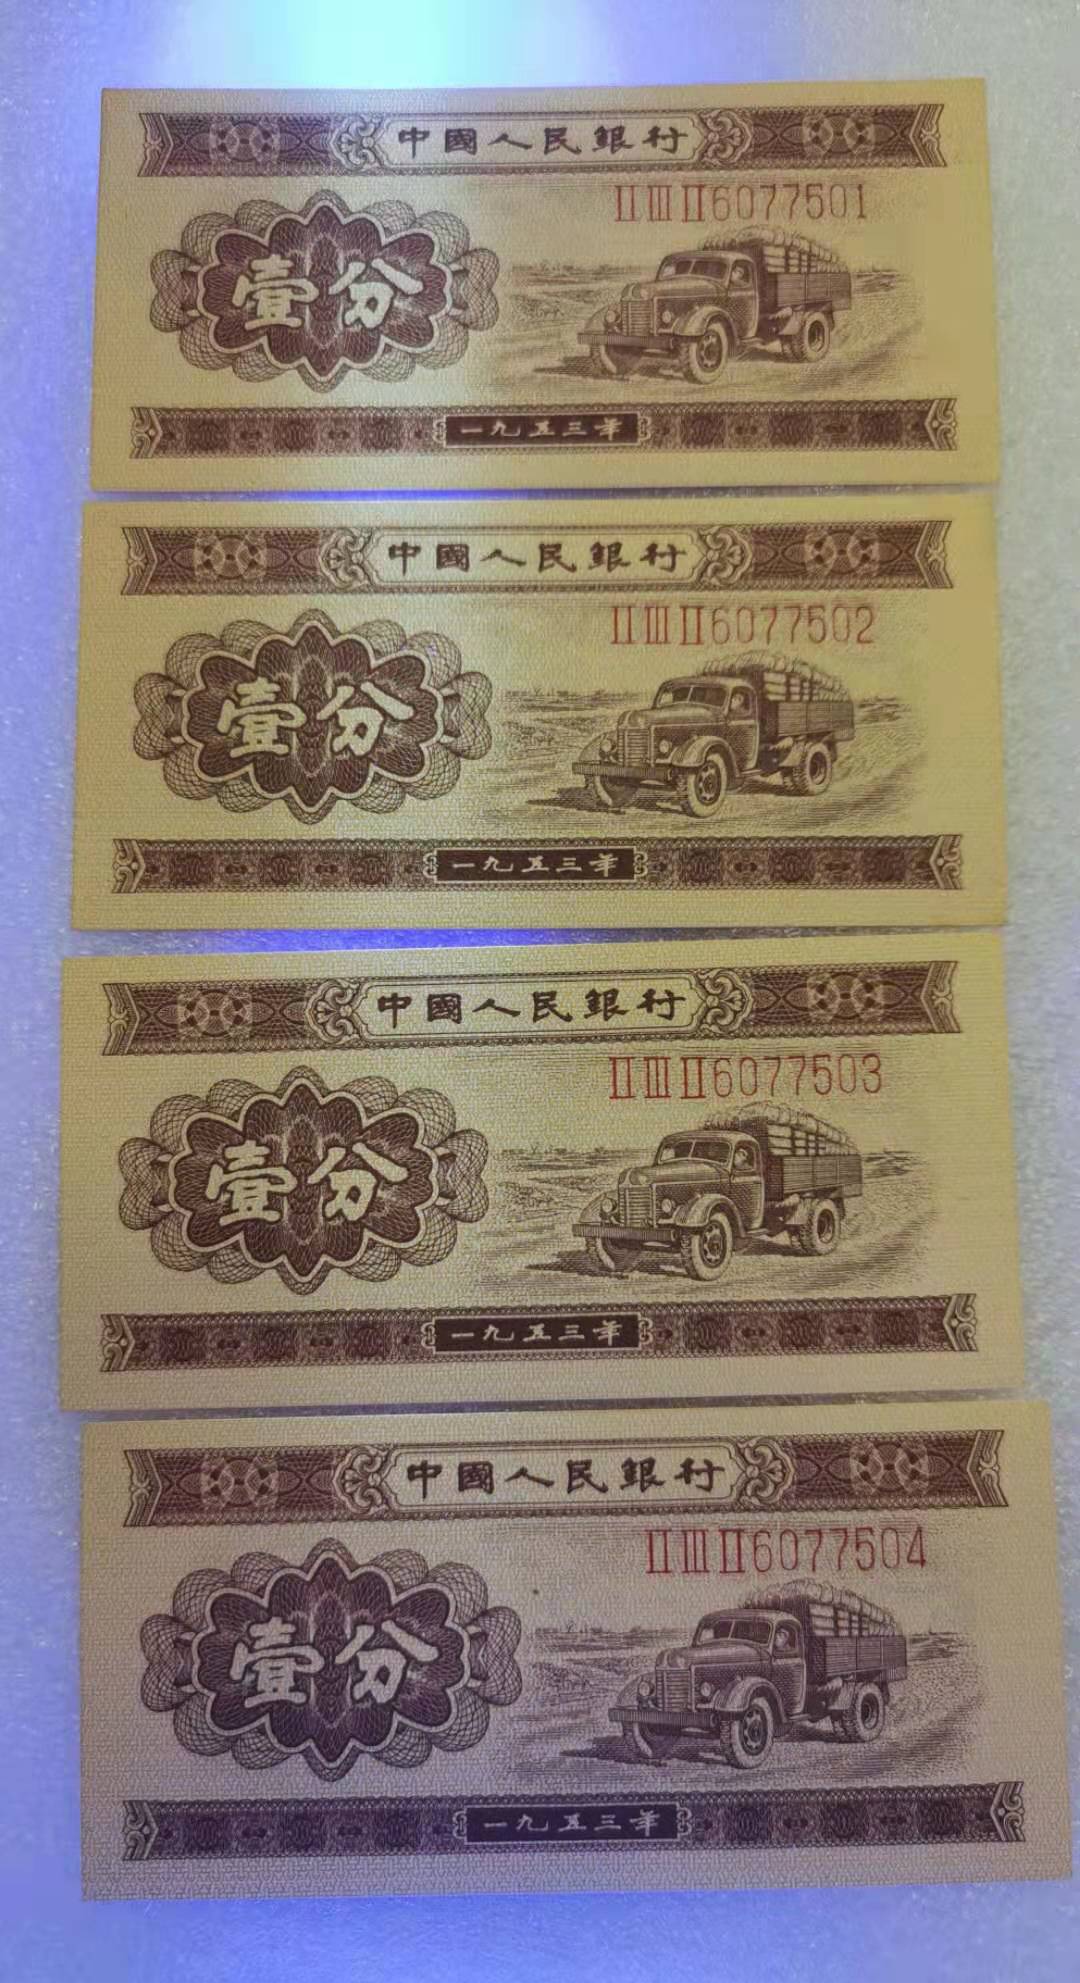 中國人民銀行
II III II 6077501
壹分
一九五三年
中國人民銀行
II III II 6077502
壹分
一九五三年
中國人民銀行
II III II 6077503
壹分
一九五三年
中國人民銀行
II III II 6077504
壹分
一九五三年